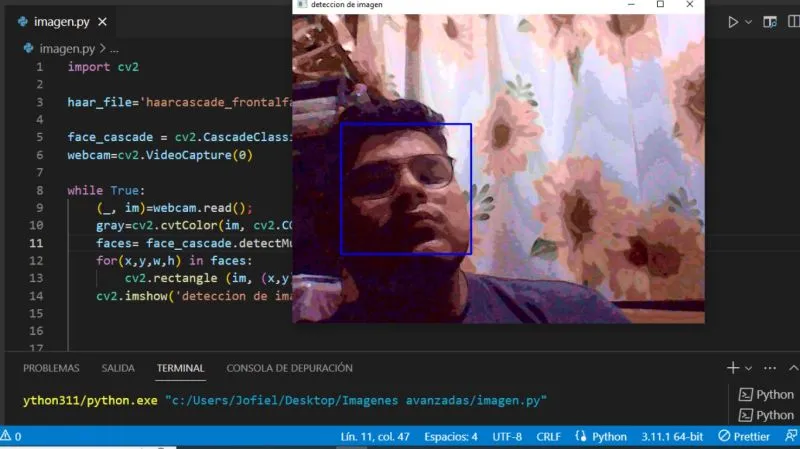 imagen.py
deteccion de imagen
imagen.py > ...
1 import cv2
2
3 haar_file='haarcascade_frontalfa
4
5 face_cascade = cv2.CascadeClassi
6 webcam=cv2.VideoCapture(0)
7
8 while True:
9 (_, im)=webcam.read();
10 gray=cv2.cvtColor(im, cv2.CO
11 faces= face_cascade.detectMu
12 for(x,y,w,h) in faces:
13 cv2.rectangle (im, (x,y
14 cv2.imshow('deteccion de ima
15
16
17
PROBLEMAS SALIDA TERMINAL CONSOLA DE DEPURACIÓN
ython311/python.exe "c:/Users/Jofiel/Desktop/Imagenes avanzadas/imagen.py"
Python
Python
0 Lín. 11, col. 47 Espacios: 4 UTF-8 CRLF Python 3.11.1 64-bit Prettier